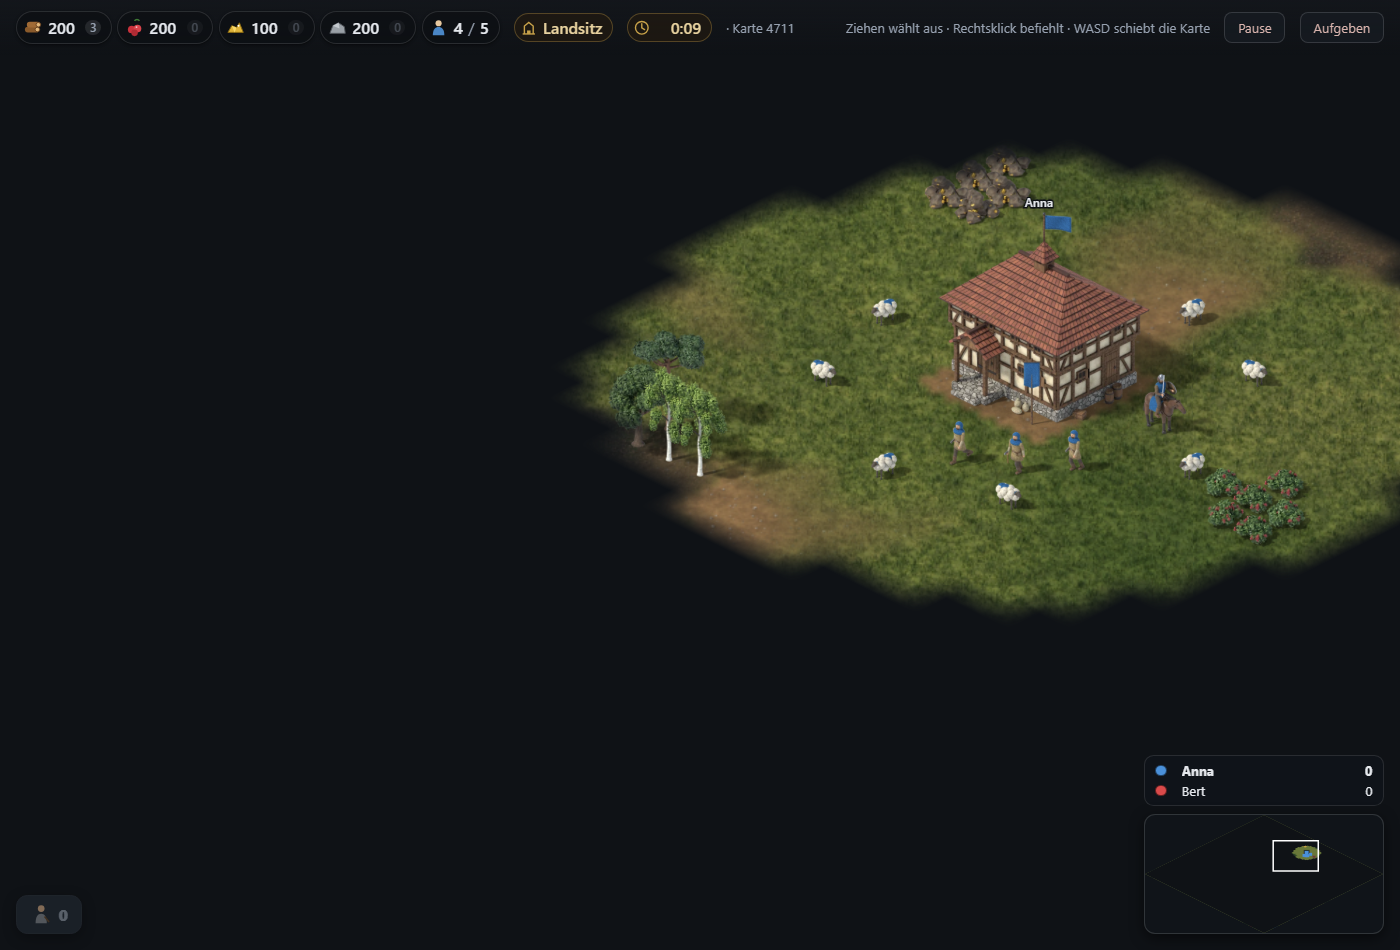 200 3 200 0 100 0 200 0 4 / 5 Landsitz 0:09 · Karte 4711 Ziehen wählt aus · Rechtsklick befiehlt · WASD schiebt die Karte Pause Aufgeben
Anna
Anna 0
Bert 0
0